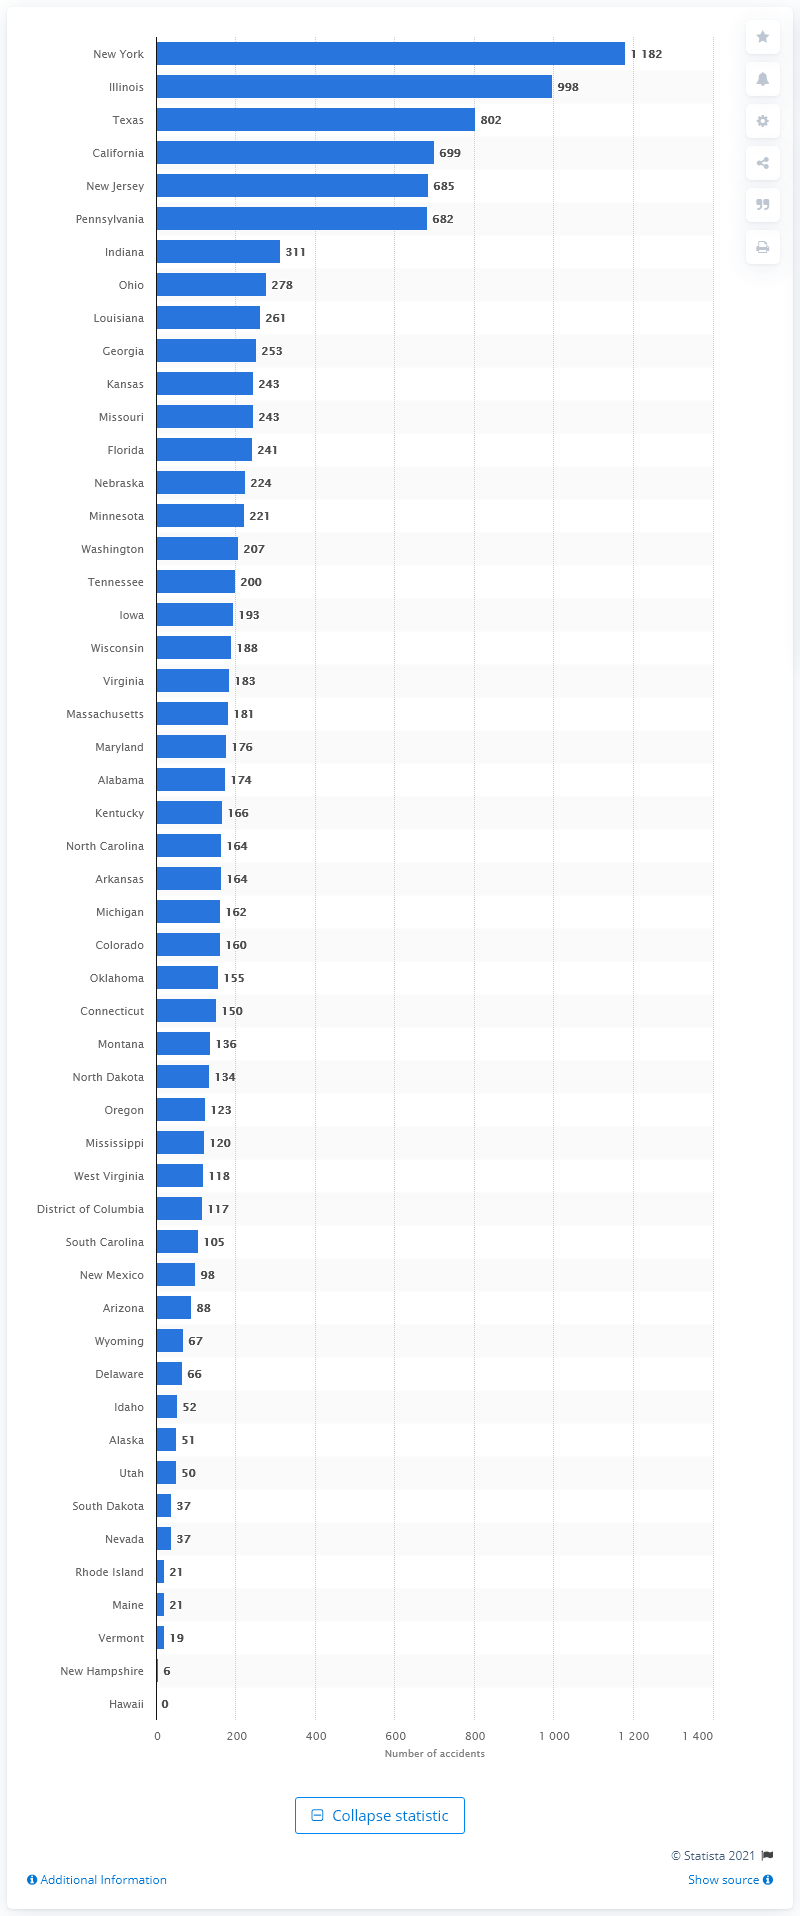 New York 1 182
Illinois 998
Texas 802
California 699
New Jersey 685
Pennsylvania 682
Indiana 311
Ohio 278
Louisiana 261
Georgia 253
Kansas 243
Missouri 243
Florida 241
Nebraska 224
Minnesota 221
Washington 207
Tennessee 200
Iowa 193
Wisconsin 188
Virginia 183
Massachusetts 181
Maryland 176
Alabama 174
Kentucky 166
North Carolina 164
Arkansas 164
Michigan 162
Colorado 160
Oklahoma 155
Connecticut 150
Montana 136
North Dakota 134
Oregon 123
Mississippi 120
West Virginia 118
District of Columbia 117
South Carolina 105
New Mexico 98
Arizona 88
Wyoming 67
Delaware 66
Idaho 52
Alaska 51
Utah 50
South Dakota 37
Nevada 37
Rhode Island 21
Maine 21
Vermont 19
New Hampshire 6
Hawaii 0
0 200 400 600 800 1 000 1 200 1 400
Number of accidents
Collapse statistic
© Statista 2021
Additional Information Show source